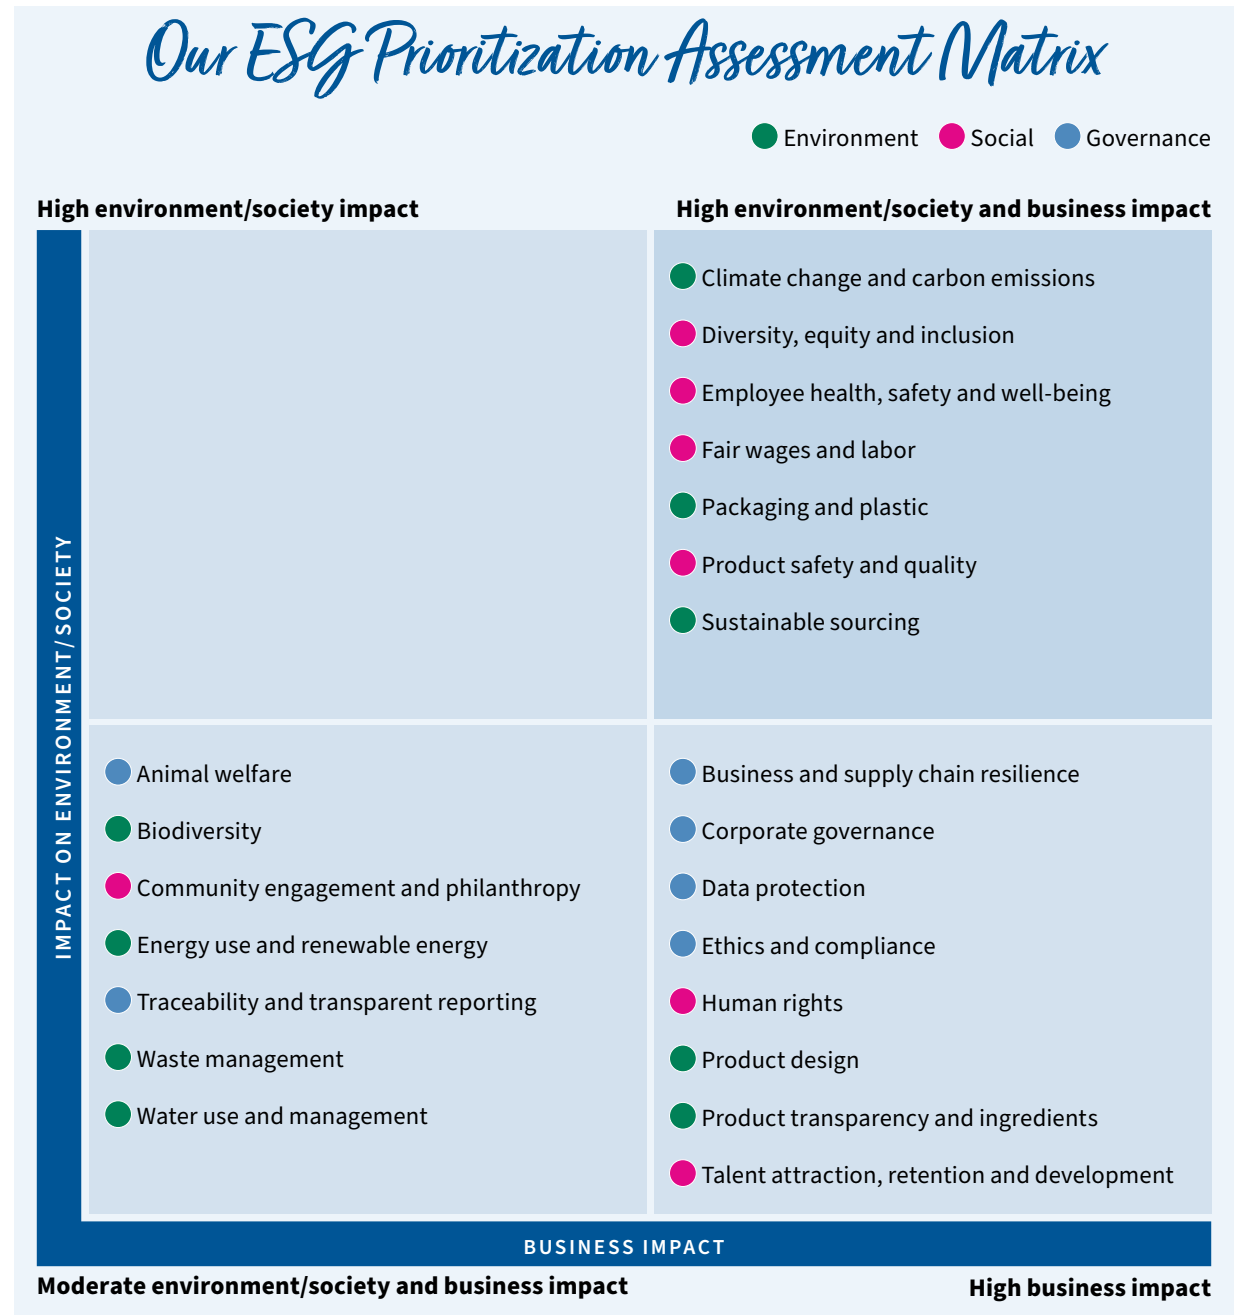 Our ESG Prioritization Assessment Matrix
Environment
Social
Governance
High environment/society impact
High environment/society and business impact
IMPACT ON ENVIRONMENT/SOCIETY
Climate change and carbon emissions
Diversity, equity and inclusion
Employee health, safety and well-being
Fair wages and labor
Packaging and plastic
Product safety and quality
Sustainable sourcing
Animal welfare
Biodiversity
Community engagement and philanthropy
Energy use and renewable energy
Traceability and transparent reporting
Waste management
Water use and management
Business and supply chain resilience
Corporate governance
Data protection
Ethics and compliance
Human rights
Product design
Product transparency and ingredients
Talent attraction, retention and development
BUSINESS IMPACT
Moderate environment/society and business impact
High business impact